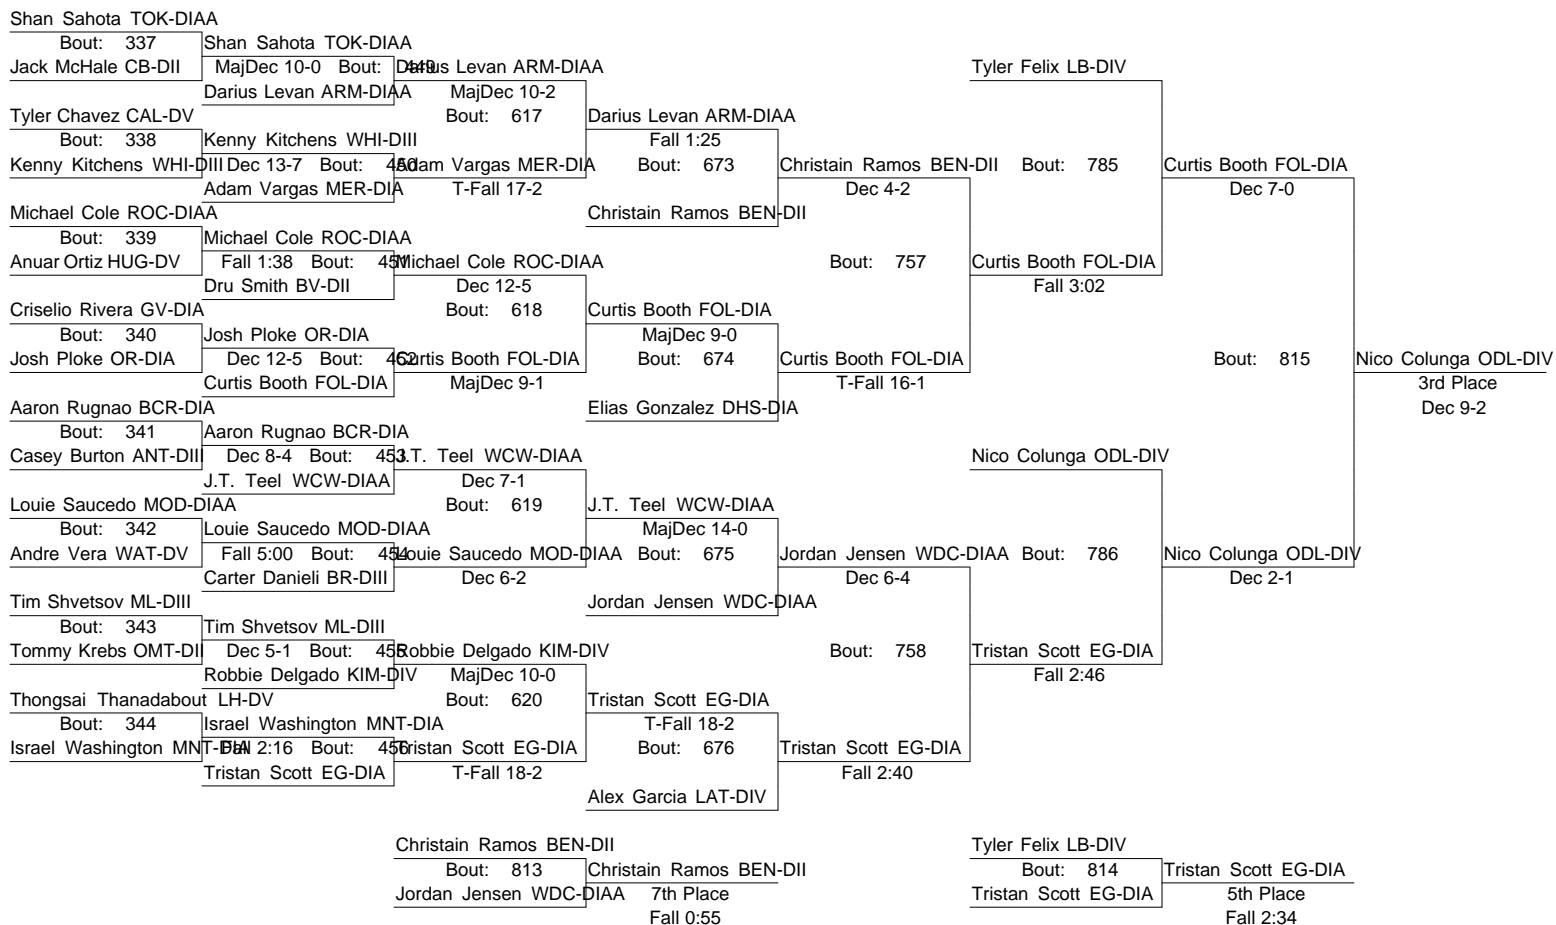 Shan Sahota TOK-DIAA
Bout: 337 Shan Sahota TOK-DIAA
Jack McHale CB-DII MajDec 10-0 Bout: 449 Darius Levan ARM-DIAA Tyler Felix LB-DIV
Darius Levan ARM-DIAA MajDec 10-2
Tyler Chavez CAL-DV Bout: 617 Darius Levan ARM-DIAA
Bout: 338 Kenny Kitchens WHI-DIII Fall 1:25
Kenny Kitchens WHI-DIII Dec 13-7 Bout: 450 Adam Vargas MER-DIA Bout: 673 Christain Ramos BEN-DII Bout: 785 Curtis Booth FOL-DIA
Adam Vargas MER-DIA T-Fall 17-2 Dec 4-2 Dec 7-0
Michael Cole ROC-DIAA Christain Ramos BEN-DII
Bout: 339 Michael Cole ROC-DIAA
Anuar Ortiz HUG-DV Fall 1:38 Bout: 451 Michael Cole ROC-DIAA Bout: 757 Curtis Booth FOL-DIA
Dru Smith BV-DII Dec 12-5 Fall 3:02
Criselio Rivera GV-DIA Bout: 618 Curtis Booth FOL-DIA
Bout: 340 Josh Ploke OR-DIA MajDec 9-0
Josh Ploke OR-DIA Dec 12-5 Bout: 452 Curtis Booth FOL-DIA Bout: 674 Curtis Booth FOL-DIA Bout: 815 Nico Colunga ODL-DIV
Curtis Booth FOL-DIA MajDec 9-1 T-Fall 16-1 3rd Place
Aaron Rugnao BCR-DIA Elias Gonzalez DHS-DIA Dec 9-2
Bout: 341 Aaron Rugnao BCR-DIA
Casey Burton ANT-DIII Dec 8-4 Bout: 453 J.T. Teel WCW-DIAA Nico Colunga ODL-DIV
J.T. Teel WCW-DIAA Dec 7-1
Louie Saucedo MOD-DIAA Bout: 619 J.T. Teel WCW-DIAA
Bout: 342 Louie Saucedo MOD-DIAA MajDec 14-0
Andre Vera WAT-DV Fall 5:00 Bout: 454 Louie Saucedo MOD-DIAA Bout: 675 Jordan Jensen WDC-DIAA Bout: 786 Nico Colunga ODL-DIV
Carter Danieli BR-DIII Dec 6-2 Dec 6-4 Dec 2-1
Tim Shvetsov ML-DIII Jordan Jensen WDC-DIAA
Bout: 343 Tim Shvetsov ML-DIII
Tommy Krebs OMT-DII Dec 5-1 Bout: 455 Robbie Delgado KIM-DIV Bout: 758 Tristan Scott EG-DIA
Robbie Delgado KIM-DIV MajDec 10-0 Fall 2:46
Thongsai Thanadabout LH-DV Bout: 620 Tristan Scott EG-DIA
Bout: 344 Israel Washington MNT-DIA T-Fall 18-2
Israel Washington MNT-DIA Fall 2:16 Bout: 456 Tristan Scott EG-DIA Bout: 676 Tristan Scott EG-DIA
Tristan Scott EG-DIA T-Fall 18-2 Fall 2:40
Alex Garcia LAT-DIV
Christain Ramos BEN-DII Tyler Felix LB-DIV
Bout: 813 Christain Ramos BEN-DII Bout: 814 Tristan Scott EG-DIA
Jordan Jensen WDC-DIAA 7th Place Tristan Scott EG-DIA 5th Place
Fall 0:55 Fall 2:34